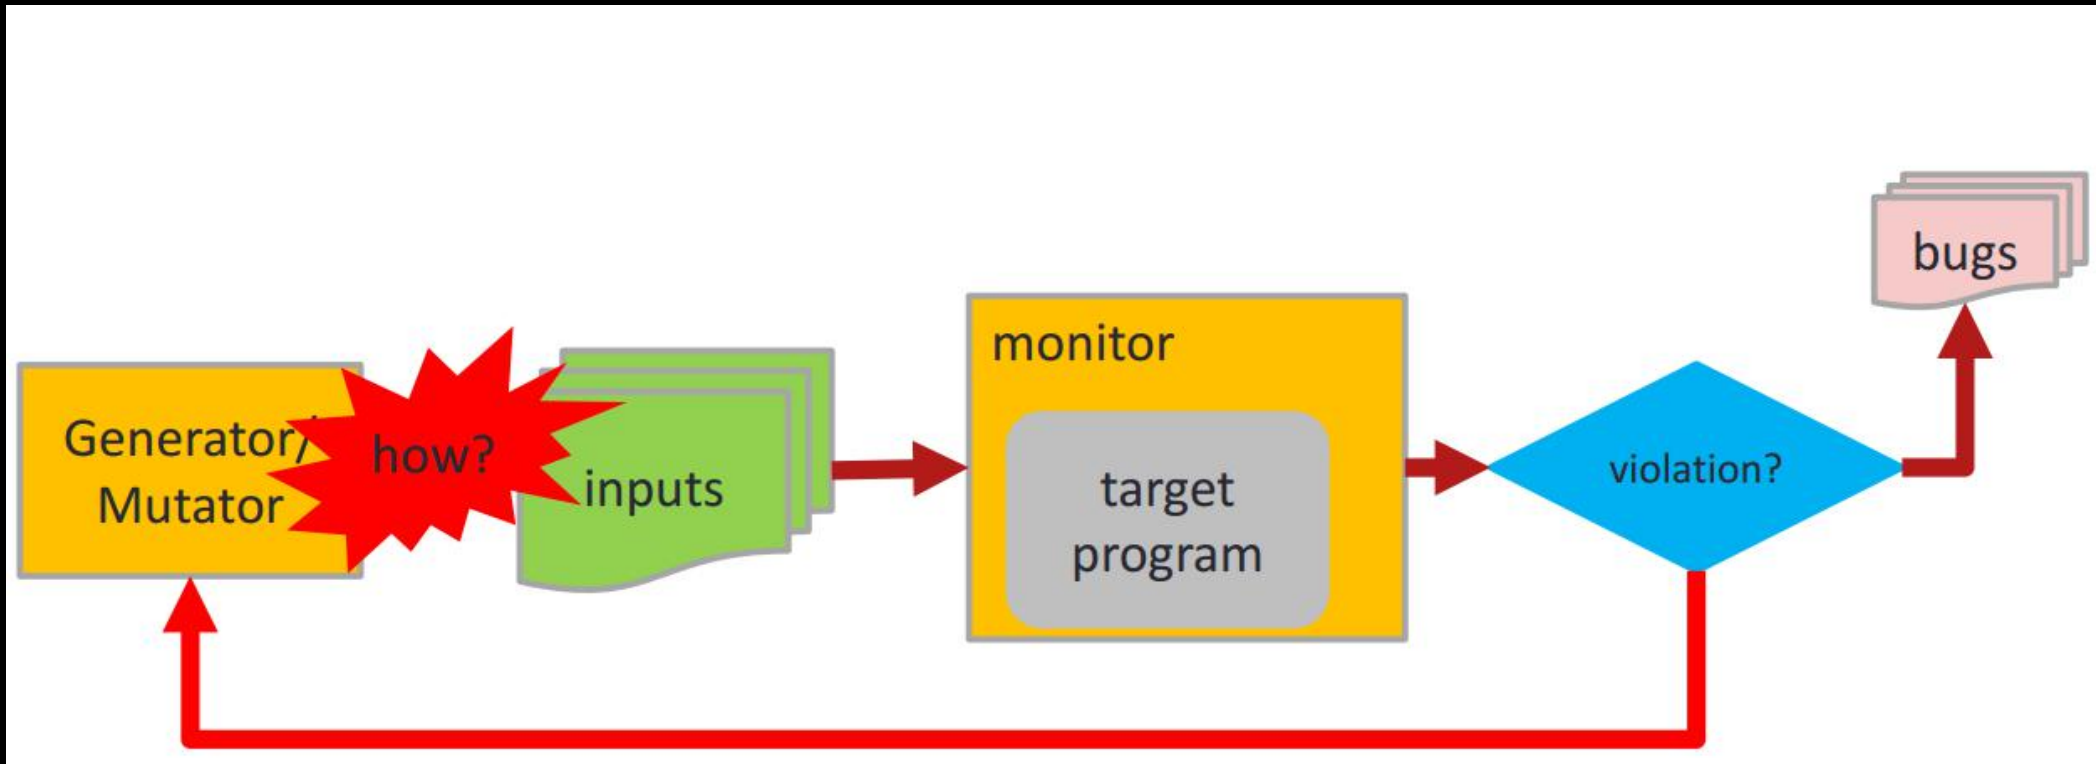 Generator/
Mutator
how?
inputs
monitor
target
program
violation?
bugs